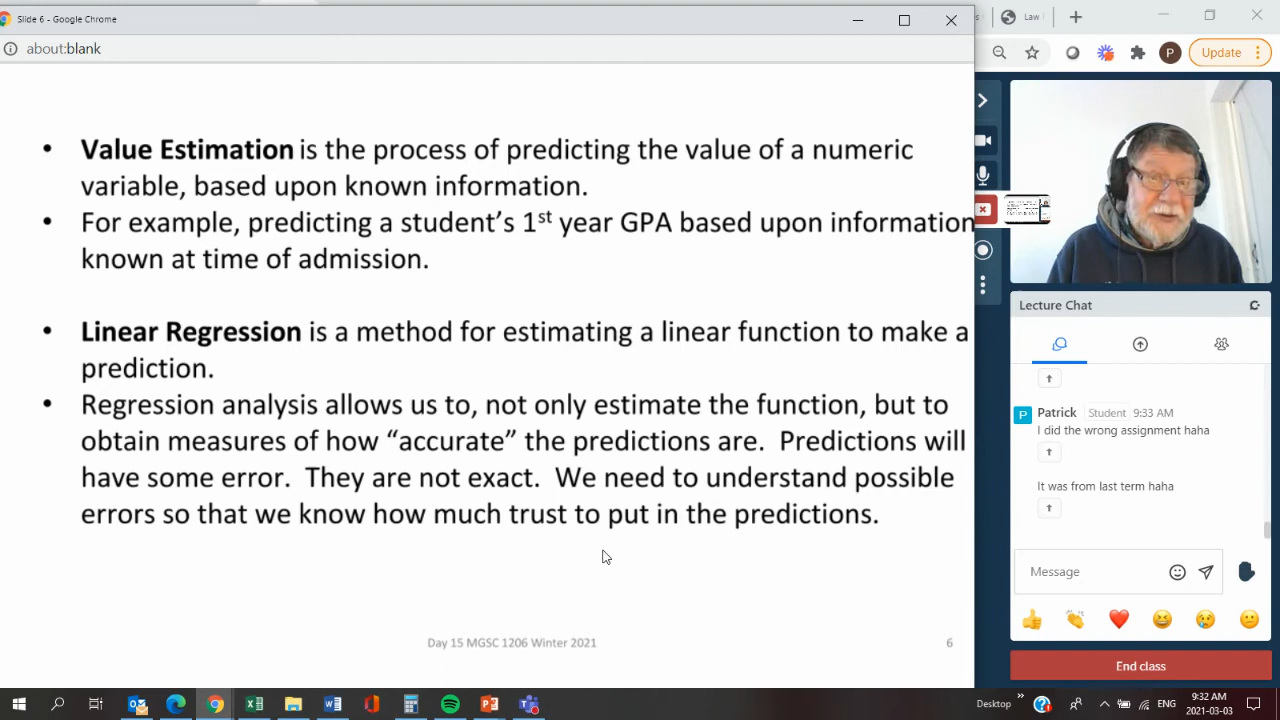 Slide 6 - Google Chrome
Law
about:blank
P
Update
• Value Estimation is the process of predicting the value of a numeric
variable, based upon known information.
• For example, predicting a student's 1st year GPA based upon information
known at time of admission.
• Linear Regression is a method for estimating a linear function to make a
prediction.
• Regression analysis allows us to, not only estimate the function, but to
obtain measures of how “accurate” the predictions are. Predictions will
have some error. They are not exact. We need to understand possible
errors so that we know how much trust to put in the predictions.
Day 15 MGSC 1206 Winter 2021
6
Lecture Chat
P
Patrick Student 9:33 AM
I did the wrong assignment haha
It was from last term haha
Message
End class
Desktop
ENG
9:32 AM
2021-03-03